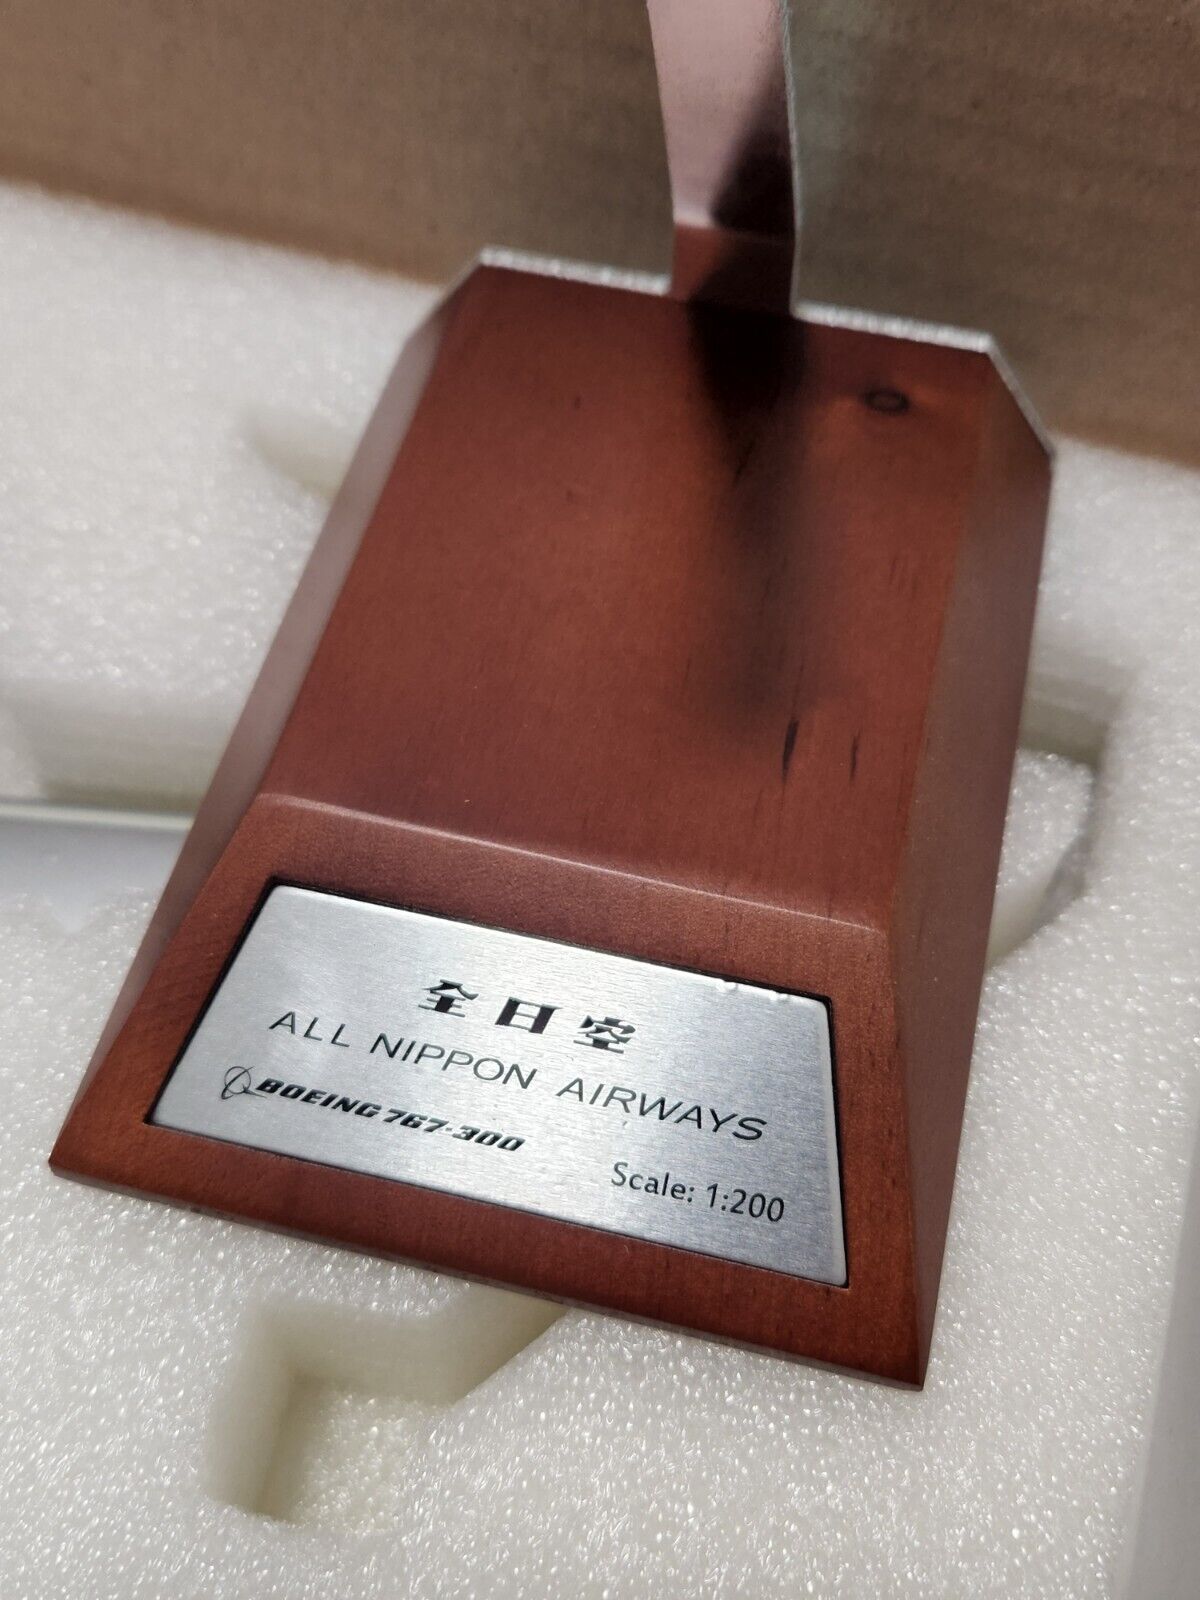 全日空
ALL NIPPON AIRWAYS
BOEING 767-300
Scale: 1:200